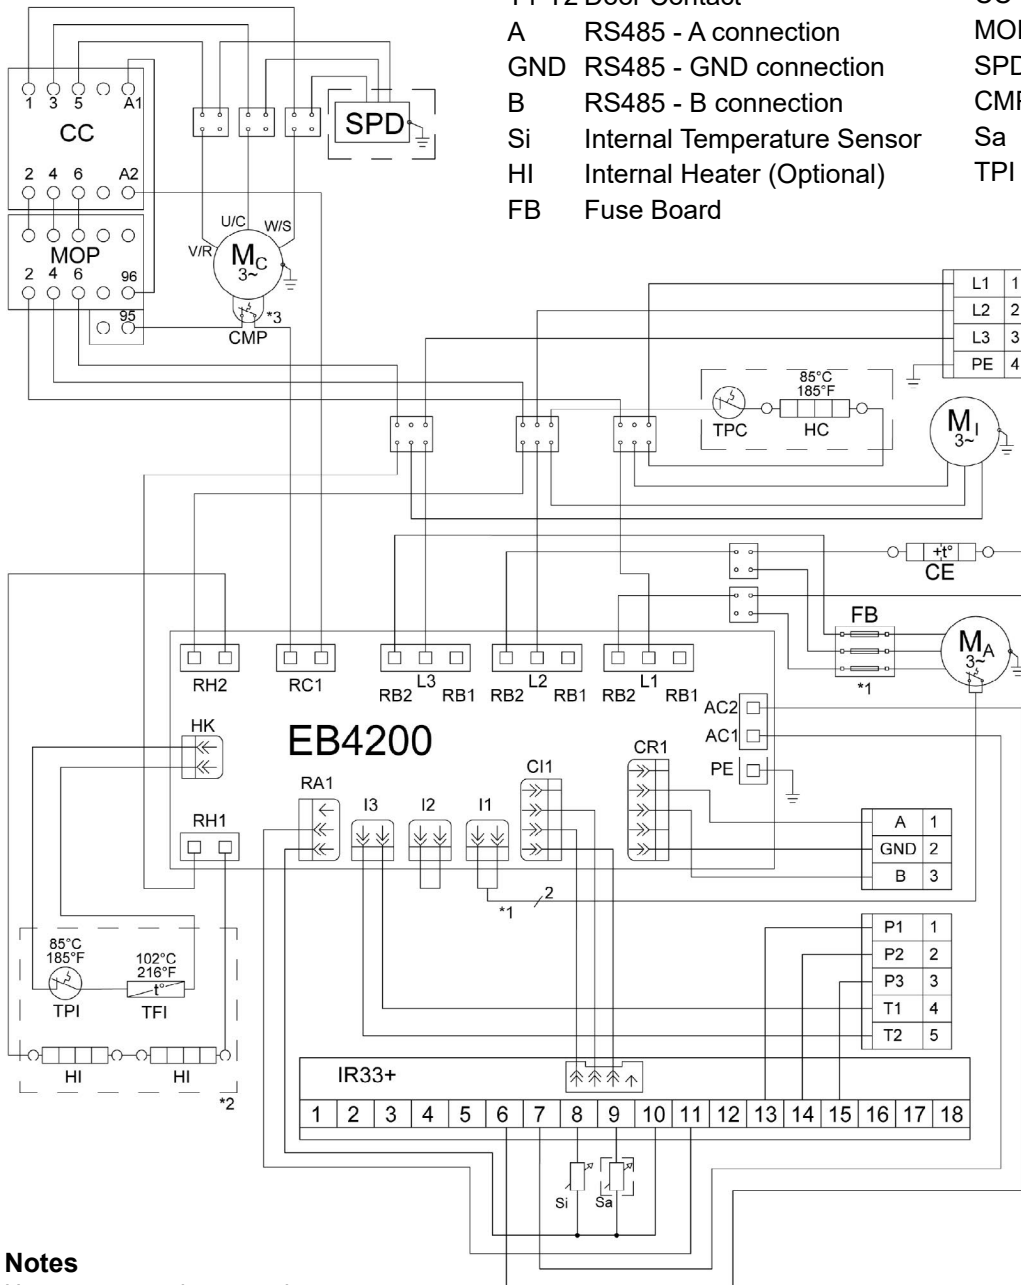 Door Contact
A RS485 - A connection
GND RS485 - GND connection
B RS485 - B connection
Si Internal Temperature Sensor
HI Internal Heater (Optional)
FB Fuse Board
CMP
Sa
TPI
1 3 5 A1
CC
2 4 6 A2
MOP
2 4 6 96
95
SPD
V/R U/C W/S
MC
3~
*3
CMP
L1 1
L2 2
L3 3
PE 4
85°C
185°F
TPC HC
MI
3~
+t°
CE
FB
*1
MA
3~
RH2 RC1
RB2 L3 RB1
RB2 L2 RB1
RB2 L1 RB1
AC2
AC1
PE
HK
EB4200
RA1 I3 I2 I1 CI1 CR1
RH1
*1 2
A 1
GND 2
B 3
P1 1
P2 2
P3 3
T1 4
T2 5
85°C
185°F
TPI
102°C
216°F
t°
TFI
HI HI
*2
IR33+
1 2 3 4 5 6 7 8 9 10 11 12 13 14 15 16 17 18
Si Sa
Notes